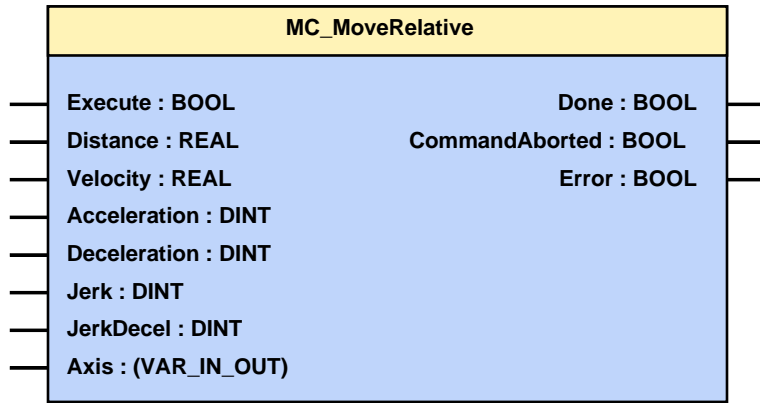 MC_MoveRelative
Execute : BOOL Done : BOOL
Distance : REAL CommandAborted : BOOL
Velocity : REAL Error : BOOL
Acceleration : DINT
Deceleration : DINT
Jerk : DINT
JerkDecel : DINT
Axis : (VAR_IN_OUT)